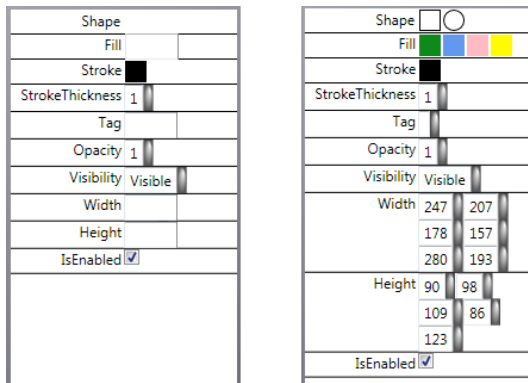 Shape
Fill
Stroke
StrokeThickness 1
Tag
Opacity 1
Visibility Visible
Width
Height
IsEnabled
Shape
Fill
Stroke
StrokeThickness 1
Tag
Opacity 1
Visibility Visible
Width 247 207
178 157
280 193
Height 90 98
109 86
123
IsEnabled